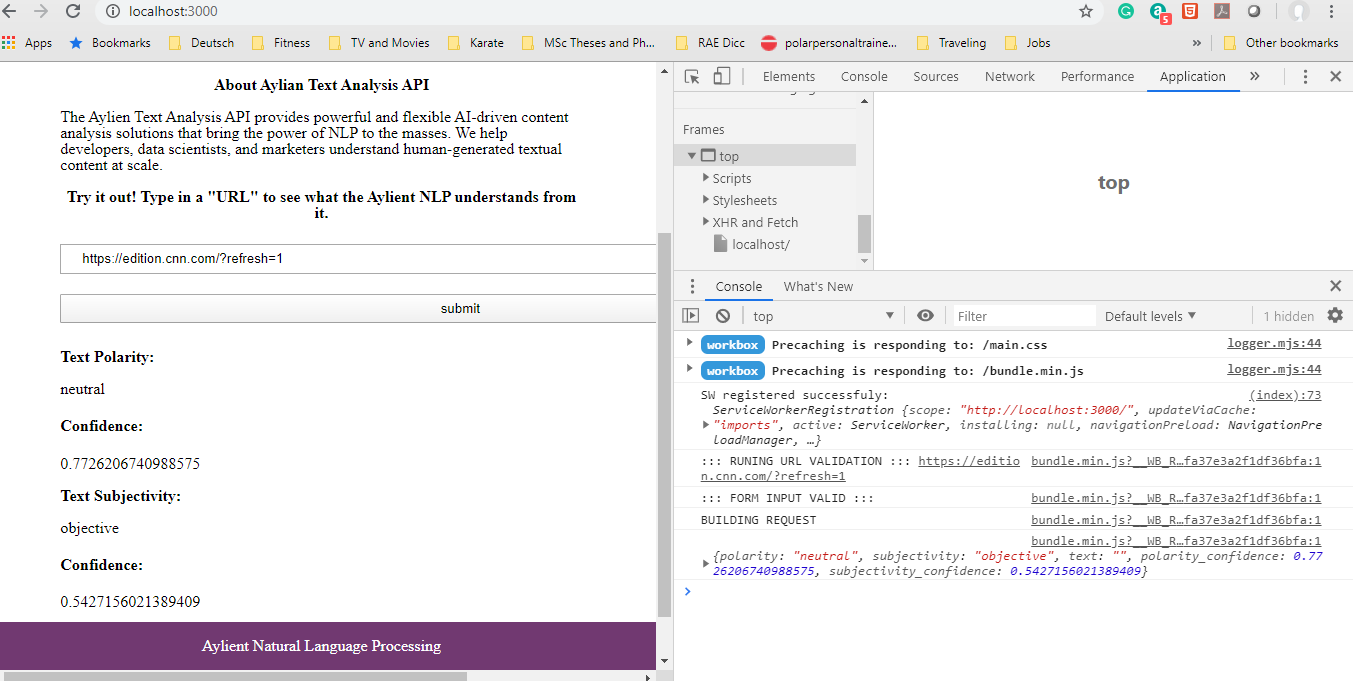 localhost:3000
5
Apps Bookmarks Deutsch Fitness TV and Movies Karate MSc Theses and Ph... RAE Dicc polarpersonaltraine... Traveling Jobs » Other bookmarks
About Aylian Text Analysis API
The Aylien Text Analysis API provides powerful and flexible AI-driven content
analysis solutions that bring the power of NLP to the masses. We help
developers, data scientists, and marketers understand human-generated textual
content at scale.
Try it out! Type in a "URL" to see what the Aylient NLP understands from
it.
https://edition.cnn.com/?refresh=1
submit
Text Polarity:
neutral
Confidence:
0.7726206740988575
Text Subjectivity:
objective
Confidence:
0.5427156021389409
Aylient Natural Language Processing
Elements Console Sources Network Performance Application »
Frames
top
Scripts
Stylesheets
XHR and Fetch
localhost/
top
Console What's New
top Filter Default levels 1 hidden
workbox Precaching is responding to: /main.css logger.mjs:44
workbox Precaching is responding to: /bundle.min.js logger.mjs:44
SW registered successfuly: (index):73
ServiceWorkerRegistration {scope: "http://localhost:3000/", updateViaCache:
"imports", active: ServiceWorker, installing: null, navigationPreload: NavigationPre
loadManager, …}
::: RUNING URL VALIDATION ::: https://editio bundle.min.js?__WB_R…fa37e3a2f1df36bfa:1
n.cnn.com/?refresh=1
::: FORM INPUT VALID ::: bundle.min.js?__WB_R…fa37e3a2f1df36bfa:1
BUILDING REQUEST bundle.min.js?__WB_R…fa37e3a2f1df36bfa:1
bundle.min.js?__WB_R…fa37e3a2f1df36bfa:1
{polarity: "neutral", subjectivity: "objective", text: "", polarity_confidence: 0.77
26206740988575, subjectivity_confidence: 0.5427156021389409}